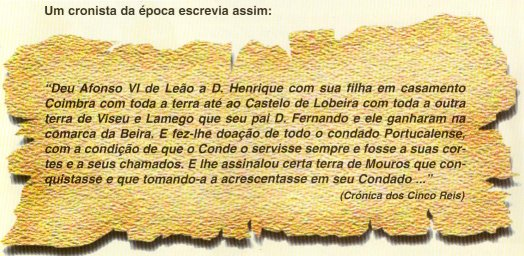 Um cronista da época escrevia assim:
“Deu Afonso VI de Leão a D. Henrique com sua filha em casamento
Coimbra com toda a terra até ao Castelo de Lobeira com toda a outra
terra de Viseu e Lamego que seu pai D. Fernando e ele ganharam na
comarca da Beira. E fez-lhe doação de todo o condado Portucalense,
com a condição de que o Conde o servisse sempre e fosse a suas cor-
tes e a seus chamados. E lhe assinalou certa terra de Mouros que con-
quistasse e que tomando-a a acrescentasse em seu Condado ...”
(Crónica dos Cinco Reis)